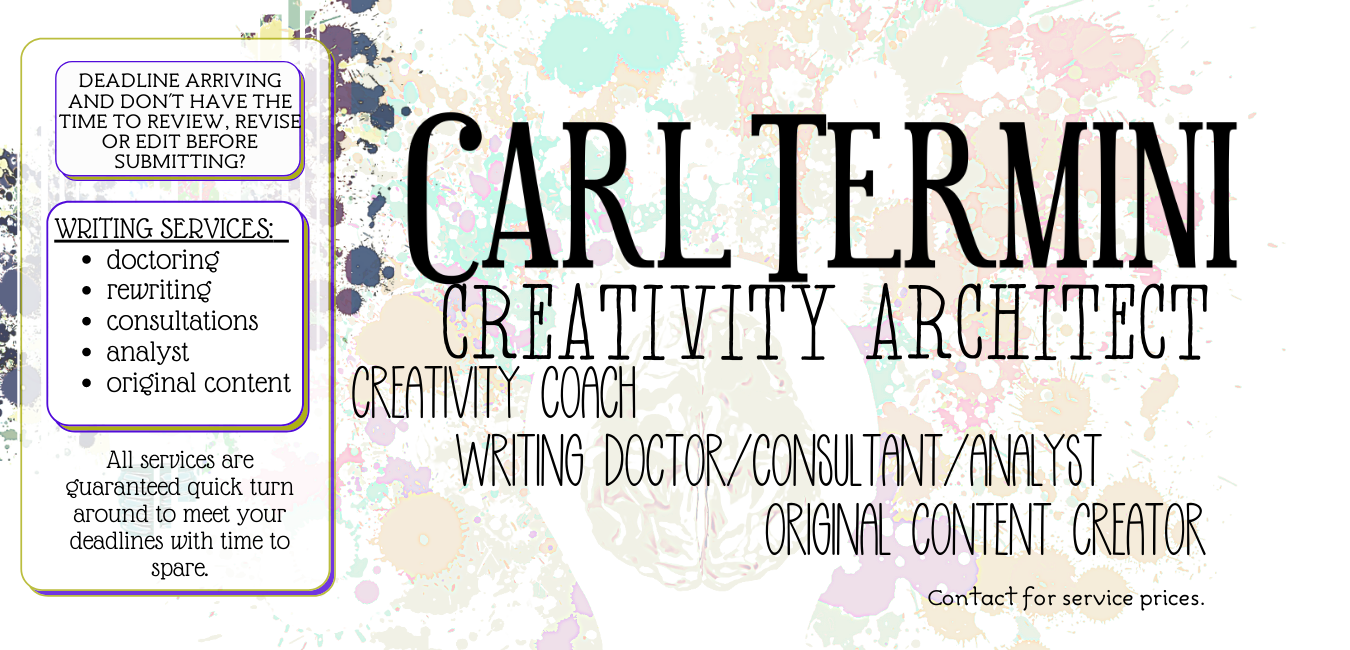 DEADLINE ARRIVING
AND DON'T HAVE THE
TIME TO REVIEW, REVISE
OR EDIT BEFORE
SUBMITTING?
WRITING SERVICES:
• doctoring
• rewriting
• consultations
• analyst
• original content
All services are
guaranteed quick turn
around to meet your
deadlines with time to
spare.
CARL TERMINI
CREATIVITY ARCHITECT
CREATIVITY COACH
WRITING DOCTOR/CONSULTANT/ANALYST
ORIGINAL CONTENT CREATOR
Contact for service prices.